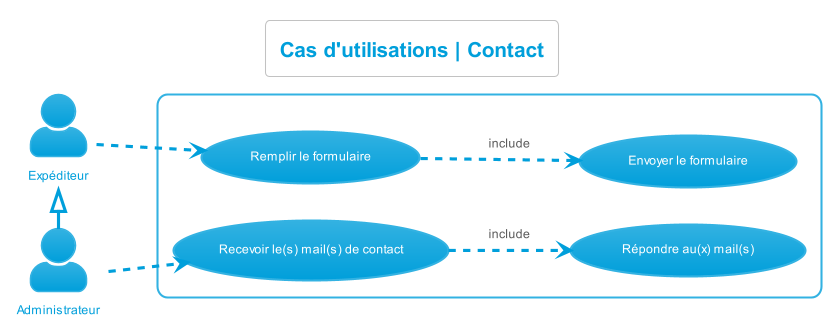 Cas d'utilisations | Contact
Expéditeur
Remplir le formulaire
include
Envoyer le formulaire
Administrateur
Recevoir le(s) mail(s) de contact
include
Répondre au(x) mail(s)